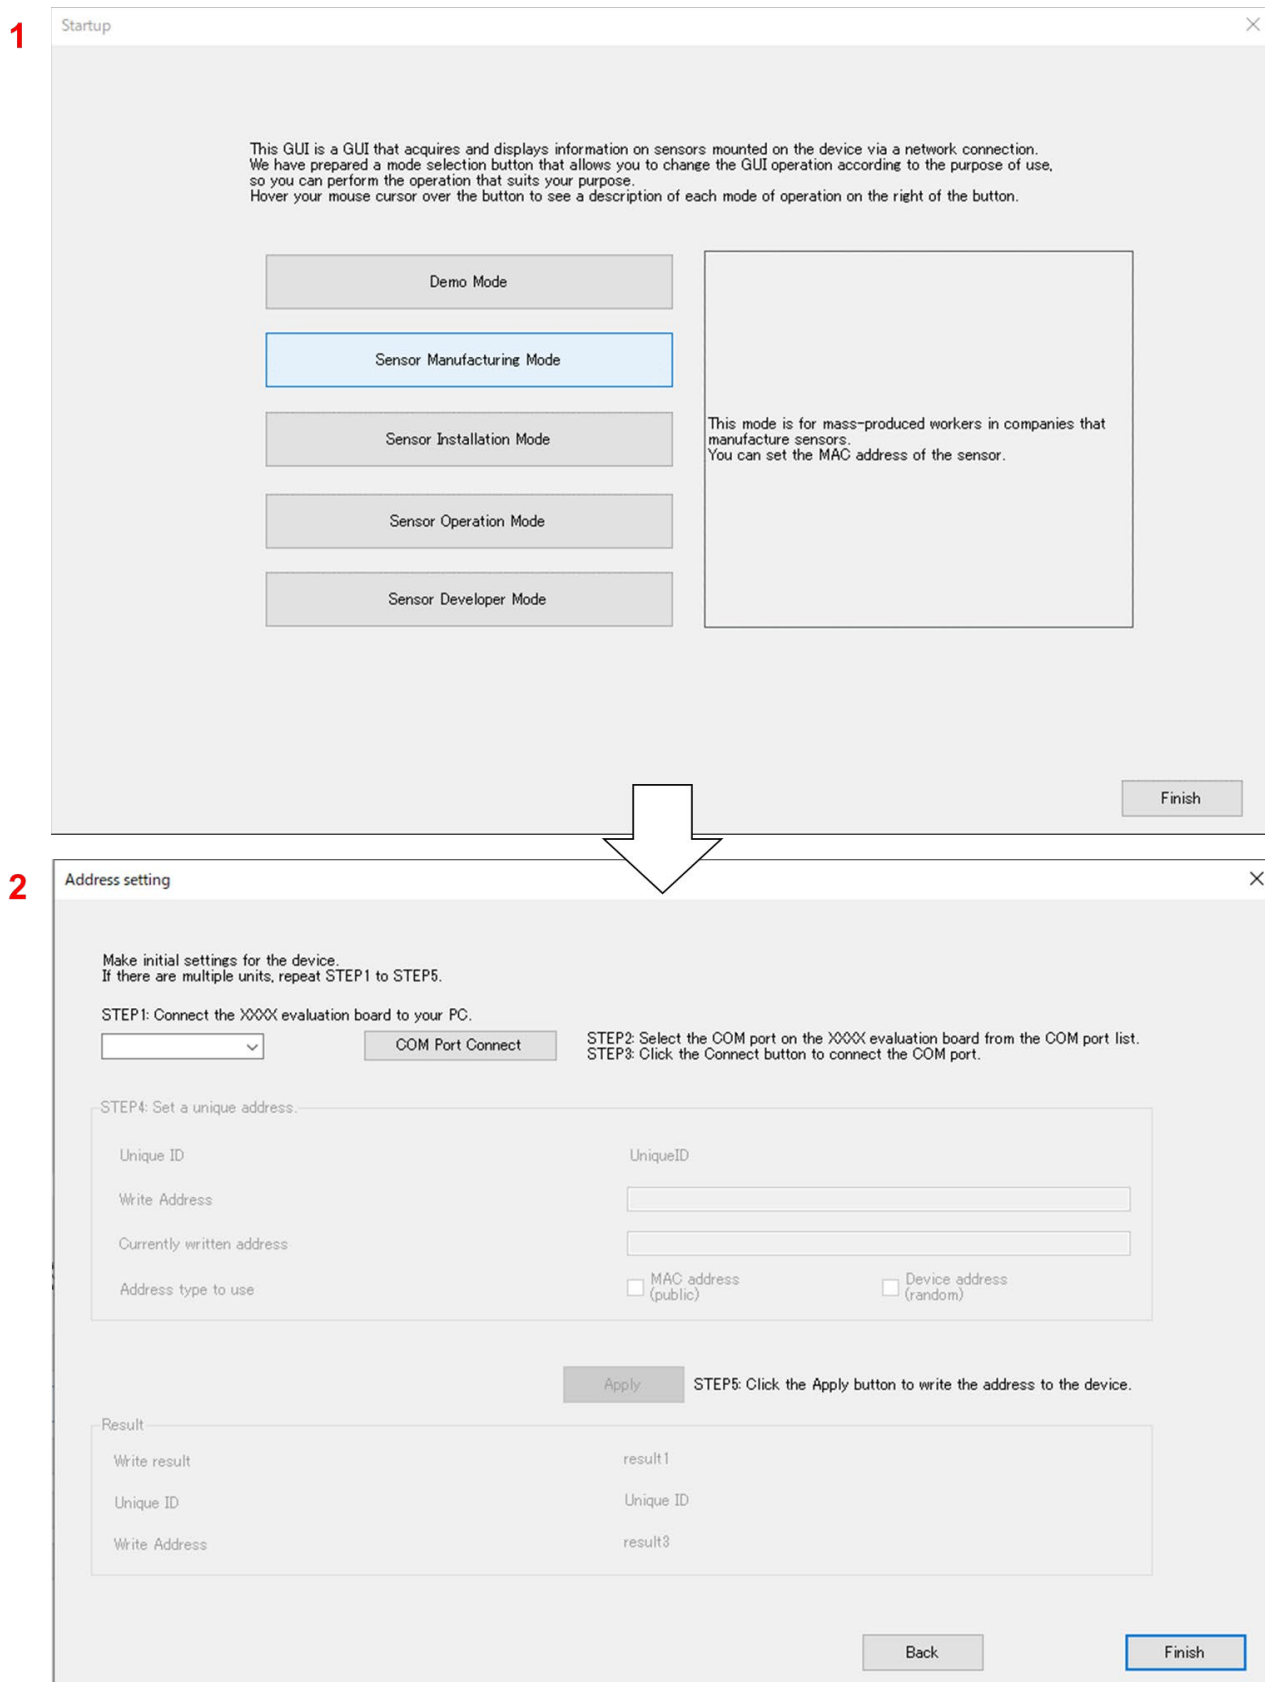 1
Startup
This GUI is a GUI that acquires and displays information on sensors mounted on the device via a network connection.
We have prepared a mode selection button that allows you to change the GUI operation according to the purpose of use,
so you can perform the operation that suits your purpose.
Hover your mouse cursor over the button to see a description of each mode of operation on the right of the button.
Demo Mode
Sensor Manufacturing Mode
Sensor Installation Mode
Sensor Operation Mode
Sensor Developer Mode
This mode is for mass-produced workers in companies that
manufacture sensors.
You can set the MAC address of the sensor.
Finish
2
Address setting
Make initial settings for the device.
If there are multiple units, repeat STEP1 to STEP5.
STEP1: Connect the XXXX evaluation board to your PC.
COM Port Connect
STEP2: Select the COM port on the XXXX evaluation board from the COM port list.
STEP3: Click the Connect button to connect the COM port.
STEP4: Set a unique address.
Unique ID UniqueID
Write Address
Currently written address
Address type to use
MAC address
(public)
Device address
(random)
Apply
STEP5: Click the Apply button to write the address to the device.
Result
Write result result1
Unique ID Unique ID
Write Address result3
Back
Finish